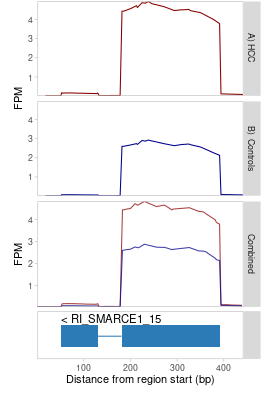 4
3
2
1
A) HCC
FPM
4
3
2
1
B) Controls
4
3
2
1
FPM
Combined
< RI_SMARCE1_15
100
200
300
400
Distance from region start (bp)